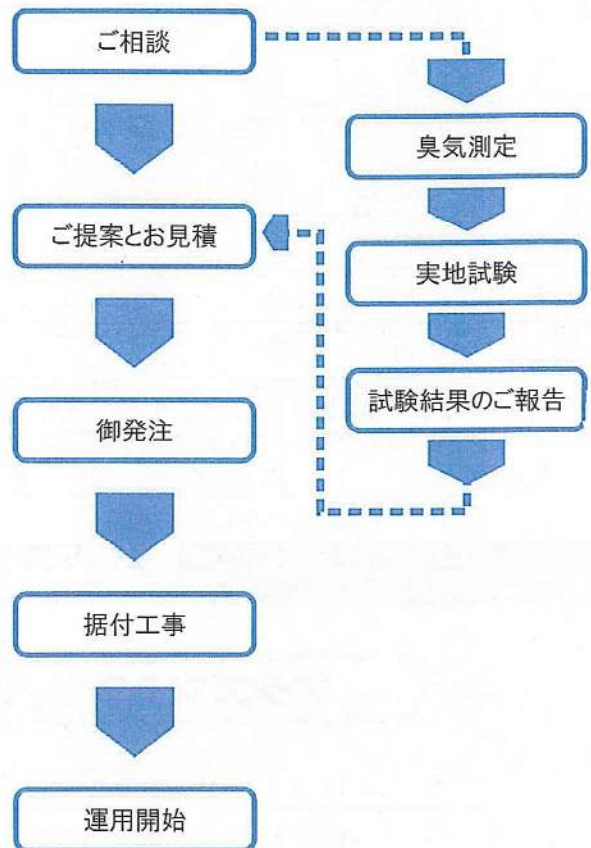 ご相談
臭気測定
ご提案とお見積
実地試験
試験結果のご報告
御発注
据付工事
運用開始